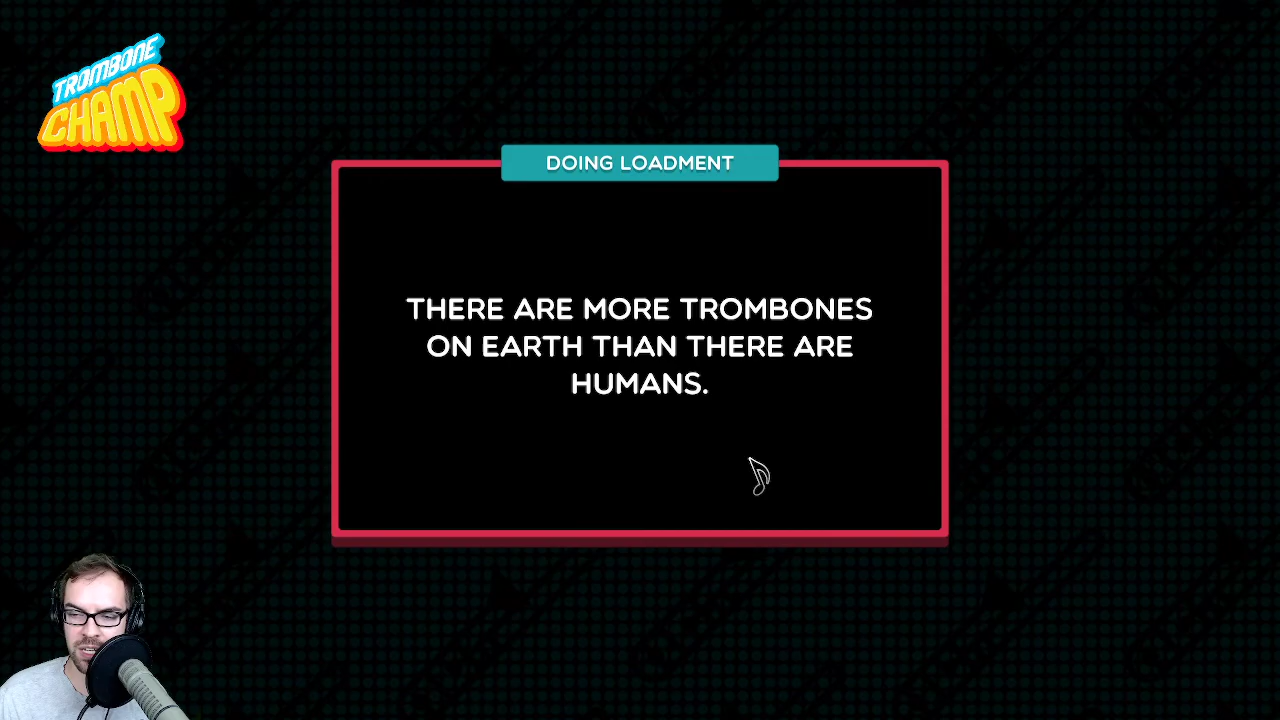 TROMBONE
CHAMP
DOING LOADMENT
THERE ARE MORE TROMBONES
ON EARTH THAN THERE ARE
HUMANS.